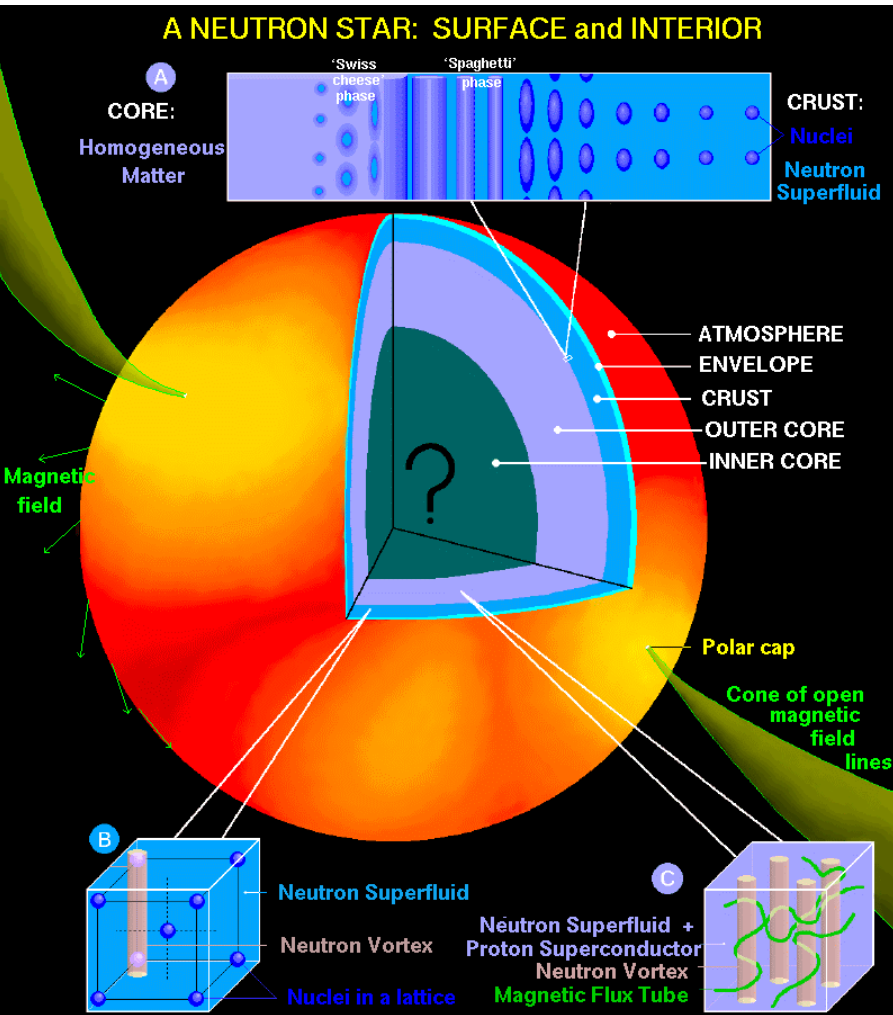 A NEUTRON STAR: SURFACE and INTERIOR
A
CORE:
Homogeneous
Matter
'Swiss
cheese'
phase
'Spaghetti'
phase
CRUST:
Nuclei
Neutron
Superfluid
ATMOSPHERE
ENVELOPE
CRUST
OUTER CORE
INNER CORE
?
Magnetic
field
Polar cap
Cone of open
magnetic
field
lines
B
Neutron Superfluid
Neutron Vortex
Nuclei in a lattice
C
Neutron Superfluid +
Proton Superconductor
Neutron Vortex
Magnetic Flux Tube